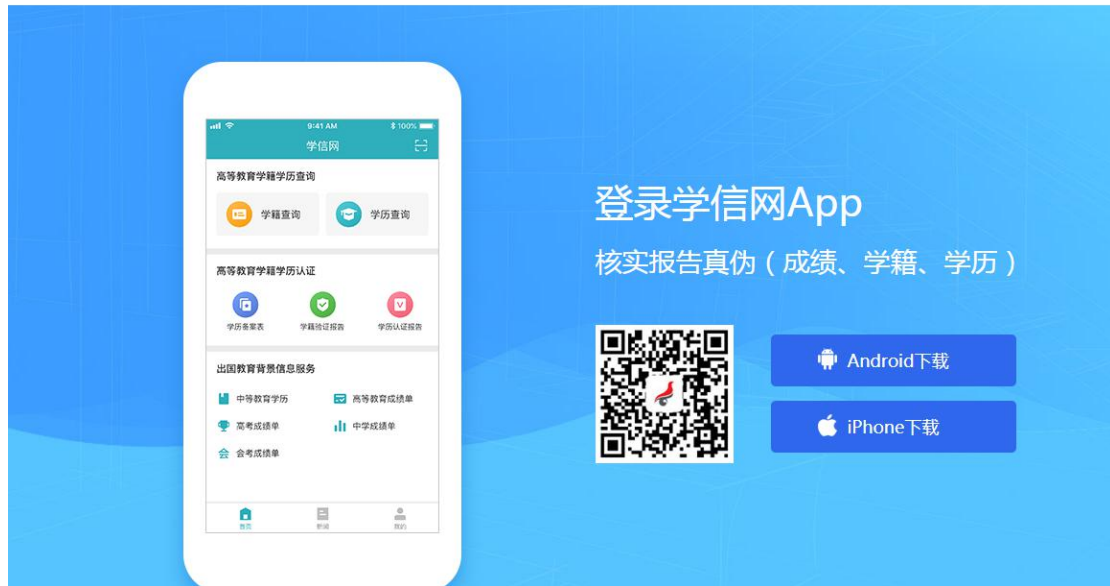 9:41 AM
100%
学信网
高等教育学籍学历查询
学籍查询
学历查询
高等教育学籍学历认证
学历备案表
学籍验证报告
学历认证报告
出国教育背景信息服务
中等教育学历
高等教育成绩单
高考成绩单
中学成绩单
会考成绩单
首页
新闻
我的
登录学信网App
核实报告真伪（成绩、学籍、学历）
Android下载
iPhone下载